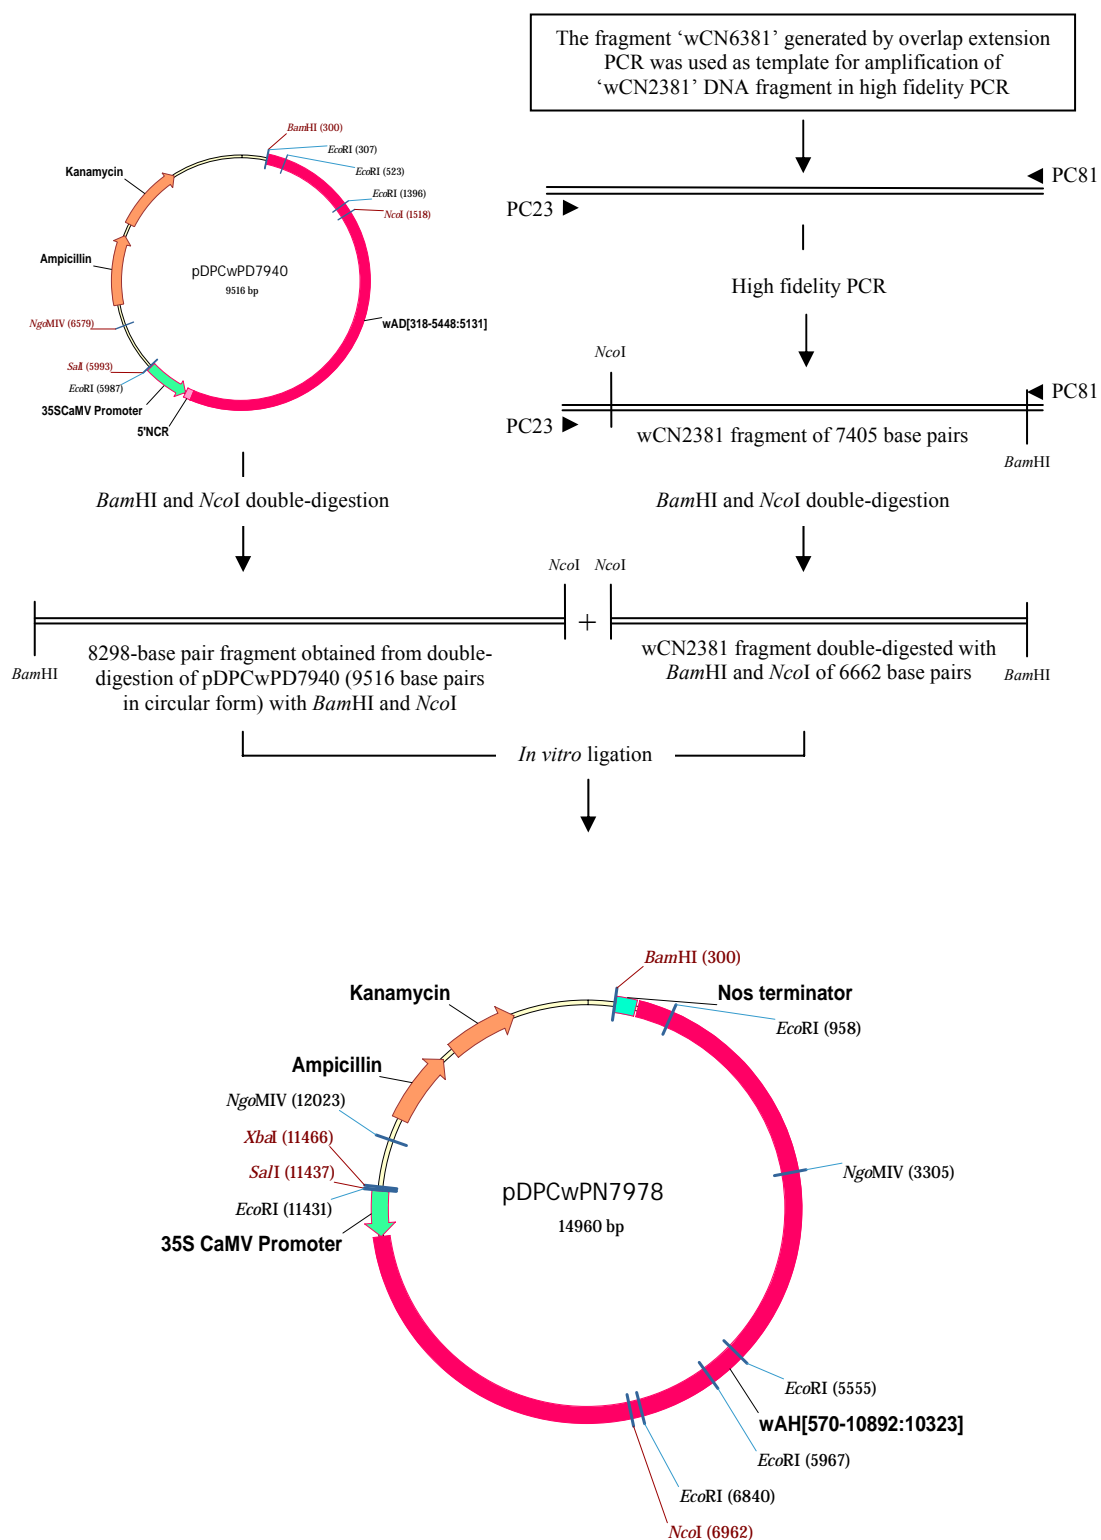 The fragment ‘wCN6381’ generated by overlap extension
PCR was used as template for amplification of
‘wCN2381’ DNA fragment in high fidelity PCR
BamHI (300)
EcoRI (307)
EcoRI (523)
Kanamycin
EcoRI (1396)
NcoI (1518)
Ampicillin
pDPCwPD7940
9516 bp
NgoMIV (6579)
wAD[318-5448:5131]
SalI (5993)
EcoRI (5987)
35SCaMV Promoter
5'NCR
PC81
PC23
High fidelity PCR
NcoI
PC81
PC23
wCN2381 fragment of 7405 base pairs
BamHI
BamHI and NcoI double-digestion
BamHI and NcoI double-digestion
NcoI
NcoI
+
BamHI
8298-base pair fragment obtained from double-
digestion of pDPCwPD7940 (9516 base pairs
in circular form) with BamHI and NcoI
wCN2381 fragment double-digested with
BamHI and NcoI of 6662 base pairs
BamHI
In vitro ligation
BamHI (300)
Kanamycin
Nos terminator
EcoRI (958)
Ampicillin
NgoMIV (12023)
XbaI (11466)
SalI (11437)
EcoRI (11431)
NgoMIV (3305)
pDPCwPN7978
14960 bp
35S CaMV Promoter
EcoRI (5555)
wAH[570-10892:10323]
EcoRI (5967)
EcoRI (6840)
NcoI (6962)